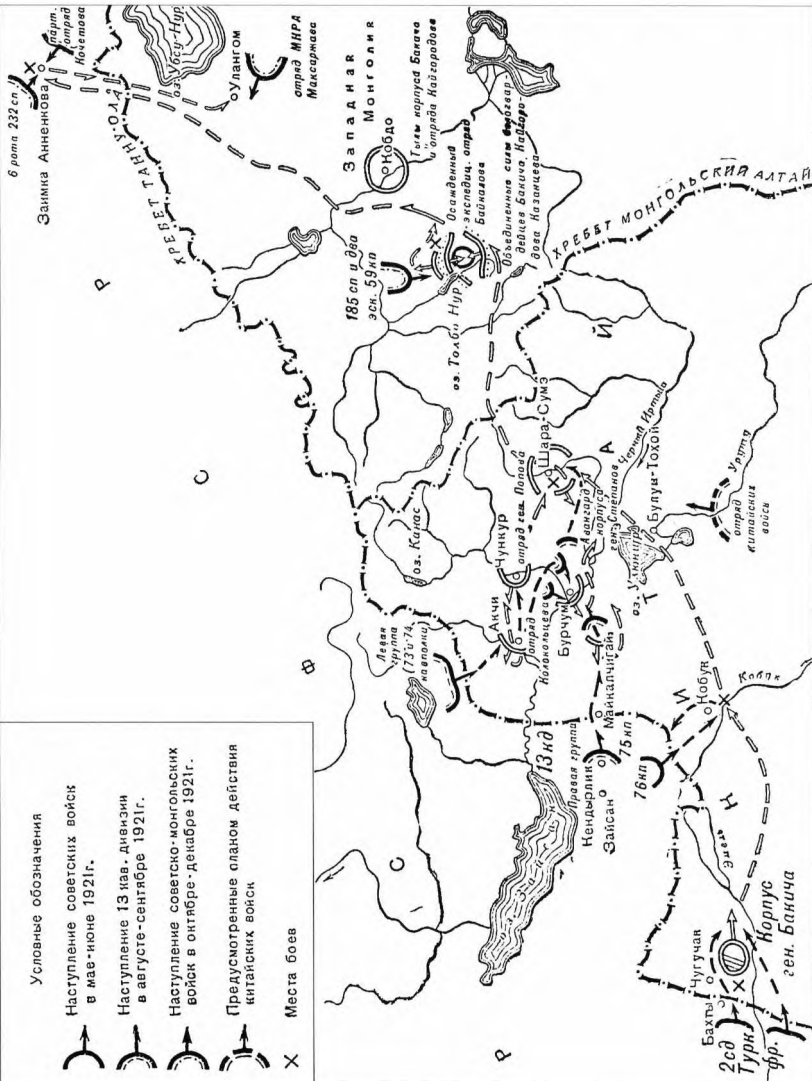 Условные обозначения
Наступление советских войск
в мае-июне 1921г.
Наступление 13 кав. дивизии
в августе-сентябре 1921г.
Наступление советско-монгольских
войск в октябре-декабре 1921г.
Предусмотренные планом действия
китайских войск
Места боев
6 рота 232 сп
Заимка Анненкова
парт.
отряд
Кочетова
оз. Убсу-Нур
Улангом
отряд МНРА
Максаржава
ХРЕБЕТ ТАННУ-ОЛА
Западная
Монголия
Кобдо
Тылы корпуса Бакича
и отряда Кайгородова
185 сп и два
эск. 59 кп
Осажденный
экспедиц. отряд
Байкалова
оз. Толбо Нур
Объединенные силы белогвар-
дейцев Бакича, Кайгоро-
дова Казанцева
ХРЕБЕТ МОНГОЛЬСКИЙ АЛТАЙ
Р С Ф С Р
К И Т А Й
оз. Канас
Левая
группа
(73 и 74
кавполки)
Акчи
Чункур
отряд ген. Попова
Шара-Сумэ
отряд
Колокольцева
Бурчум
Авангард
корпуса
ген. Степанов
Черный Иртыш
13 кд
Правая группа
Майкапчигай
Кендырлик
Зайсан
75 кп
76 кп
оз. Улюнгур
Булун-Тохой
Урунгу
отряд
китайских
войск
Кобук
Кобук
Эмель
Бахты
Чугучак
2 сд
Турк
фр.
Корпус
ген. Бакича